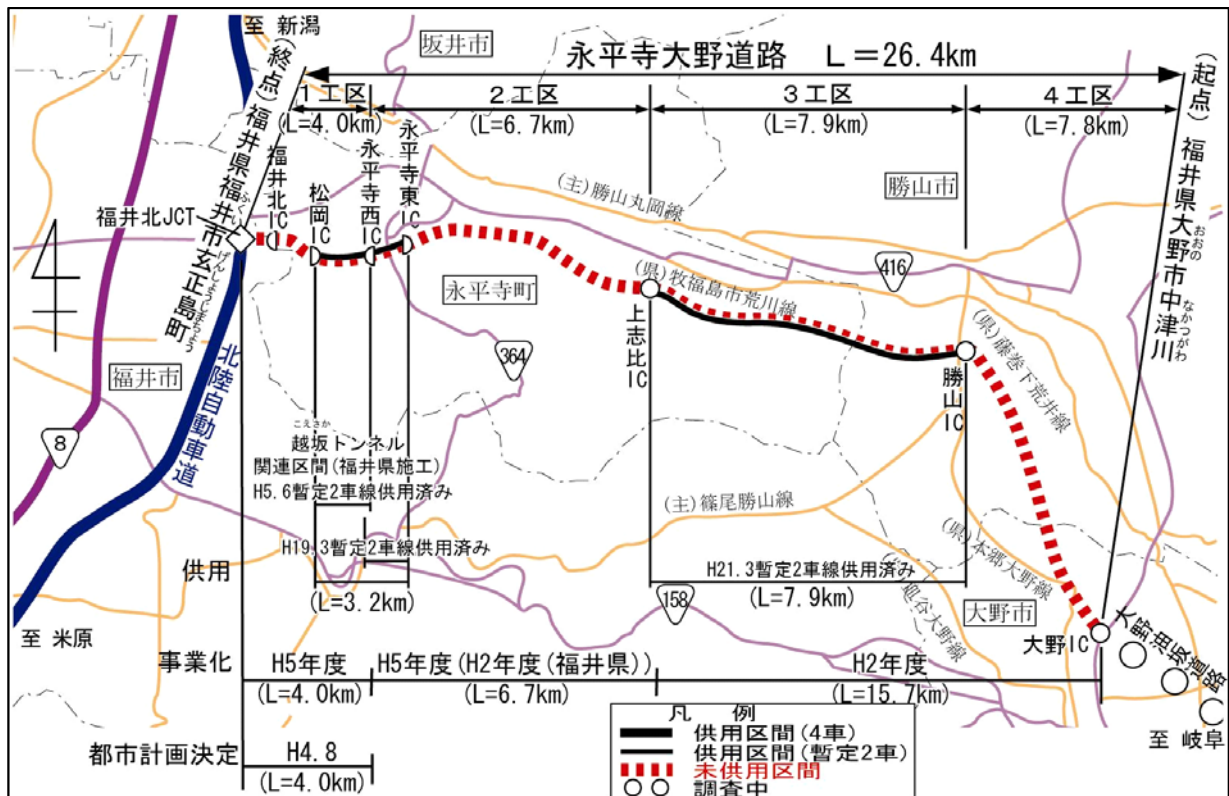 至 新潟
坂井市
永平寺大野道路 L=26.4km
(終点)福井県福井市玄正島町
ふくい
げんしょうじまちょう
(起点)福井県大野市中津川
おおの
なかつがわ
1工区
(L=4.0km)
2工区
(L=6.7km)
3工区
(L=7.9km)
4工区
(L=7.8km)
福井北JCT
福井北IC
松岡IC
永平寺西IC
永平寺東IC
(主)勝山丸岡線
勝山市
416
(県)牧福島市荒川線
永平寺町
上志比IC
勝山IC
(県)藤巻下荒井線
364
福井市
北陸自動車道
8
こえさか
越坂トンネル
関連区間(福井県施工)
H5.6暫定2車線供用済み
H19.3暫定2車線供用済み
(主)篠尾勝山線
(県)本郷大野線
供用
(L=3.2km)
H21.3暫定2車線供用済み
(L=7.9km)
158
大野市
皿谷大野線
大野IC
大野油坂道路
至 米原
至 岐阜
事業化
H5年度
(L=4.0km)
H5年度(H2年度(福井県))
(L=6.7km)
H2年度
(L=15.7km)
都市計画決定
H4.8
(L=4.0km)
凡 例
供用区間(4車)
供用区間(暫定2車)
未供用区間
調査中